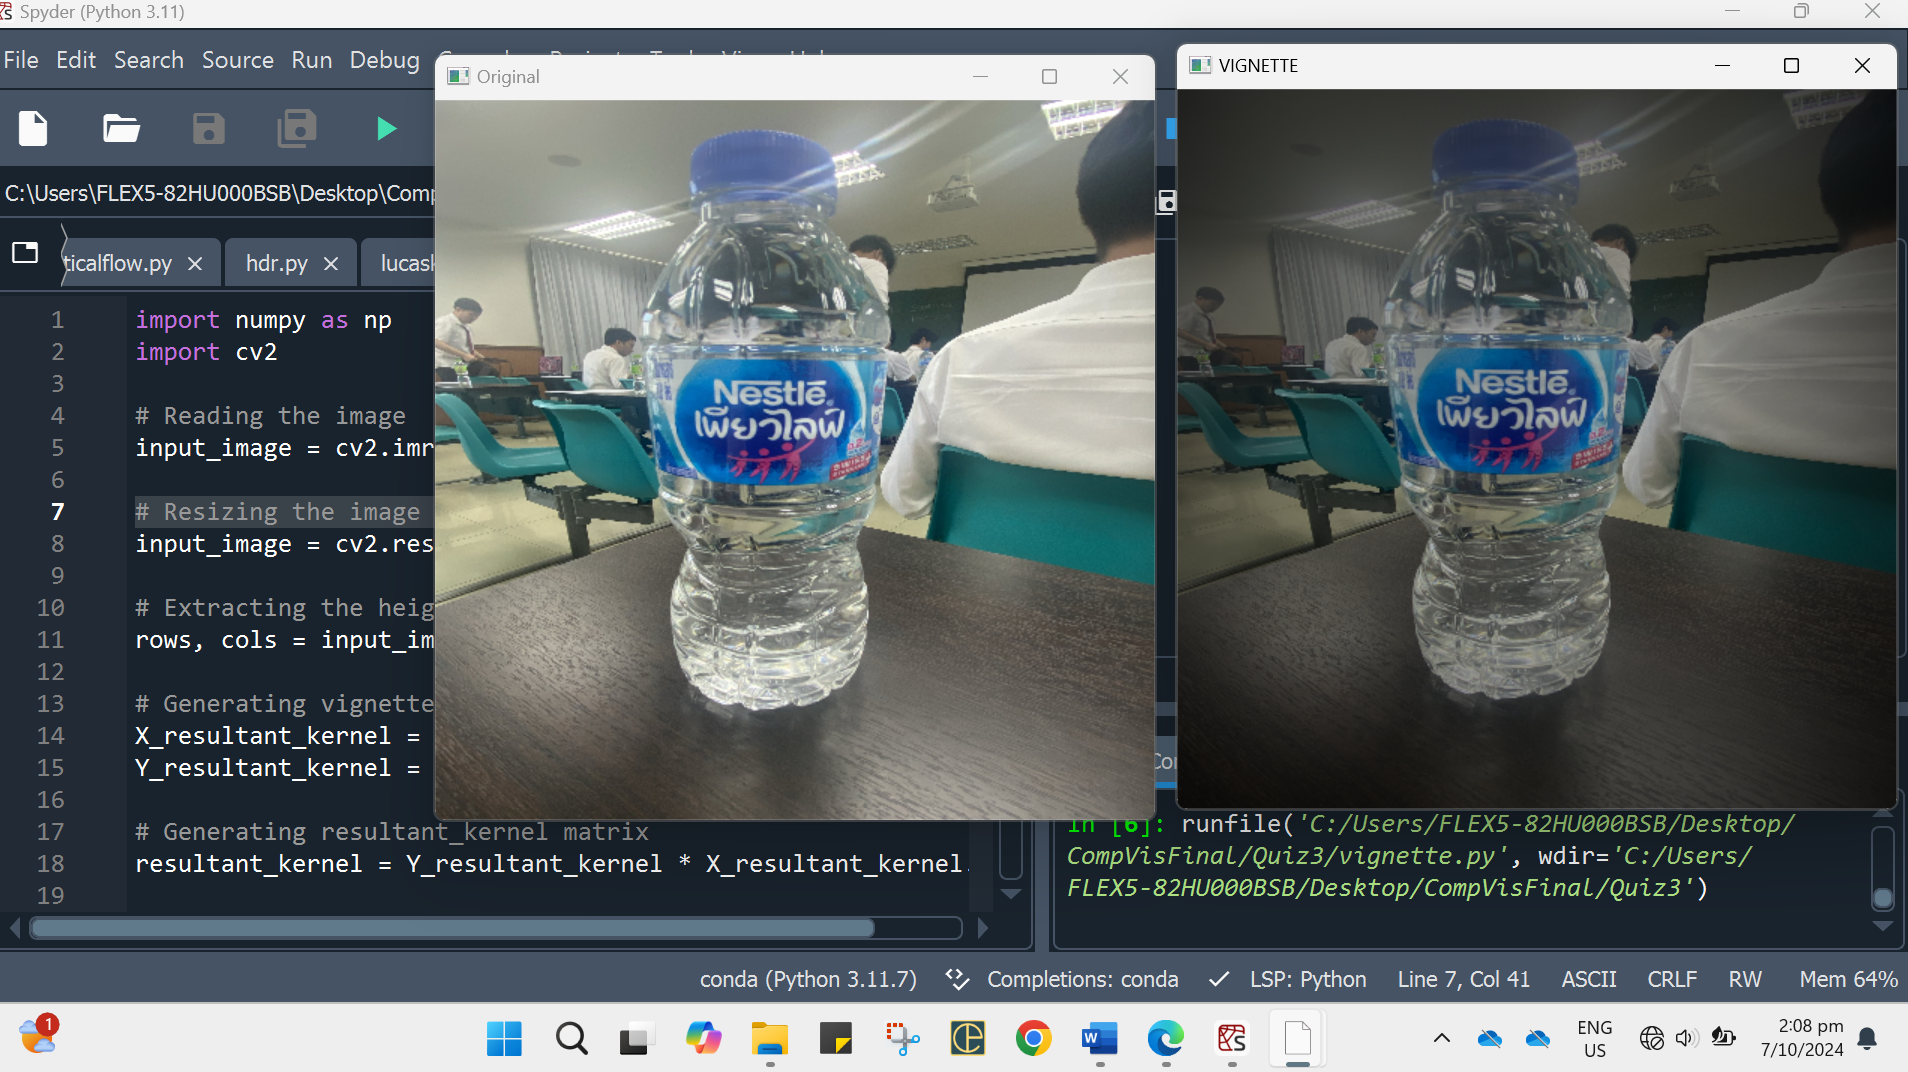 Spyder (Python 3.11)
File Edit Search Source Run Debug
Original
VIGNETTE
C:\Users\FLEX5-82HU000BSB\Desktop\Comp
ticalflow.py
hdr.py
lucask
1 import numpy as np
2 import cv2
3
4 # Reading the image
5 input_image = cv2.imr
6
7 # Resizing the image
8 input_image = cv2.res
9
10 # Extracting the heig
11 rows, cols = input_im
12
13 # Generating vignette
14 X_resultant_kernel =
15 Y_resultant_kernel =
16
17 # Generating resultant_kernel matrix
18 resultant_kernel = Y_resultant_kernel * X_resultant_kernel.
19
Nestlē
เพียวไลฟ์
Nestlē
เพียวไลฟ์
In [6]: runfile('C:/Users/FLEX5-82HU000BSB/Desktop/
CompVisFinal/Quiz3/vignette.py', wdir='C:/Users/
FLEX5-82HU000BSB/Desktop/CompVisFinal/Quiz3')
conda (Python 3.11.7) Completions: conda LSP: Python Line 7, Col 41 ASCII CRLF RW Mem 64%
1
ENG
US
2:08 pm
7/10/2024